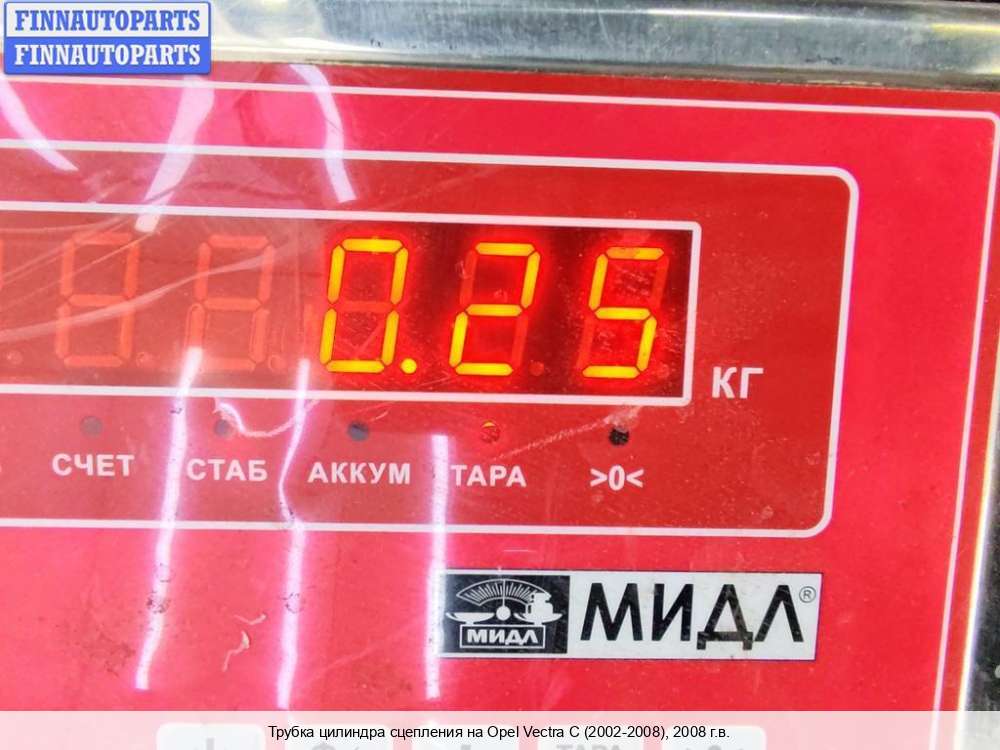 FINNAUTOPARTS
FINNAUTOPARTS
0.25
КГ
СЧЕТ СТАБ АККУМ ТАРА >0<
МИДЛ МИДЛ®
ТАРА
Трубка цилиндра сцепления на Opel Vectra C (2002-2008), 2008 г.в.